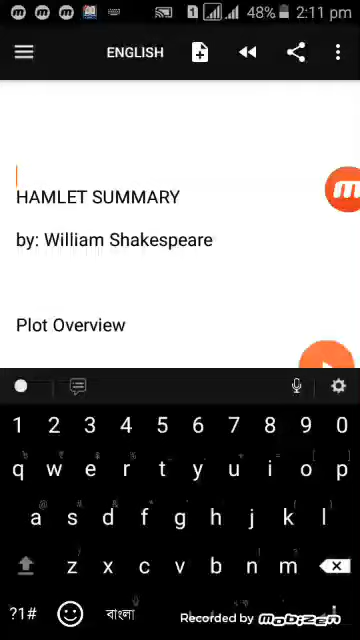 1 48% 2:11 pm
ENGLISH
HAMLET SUMMARY
by: William Shakespeare
Plot Overview
1 2 3 4 5 6 7 8 9 0
q w e r t y u i o p
a s d f g h j k l
z x c v b n m
?1# বাংলা Recorded by MOBIZEN